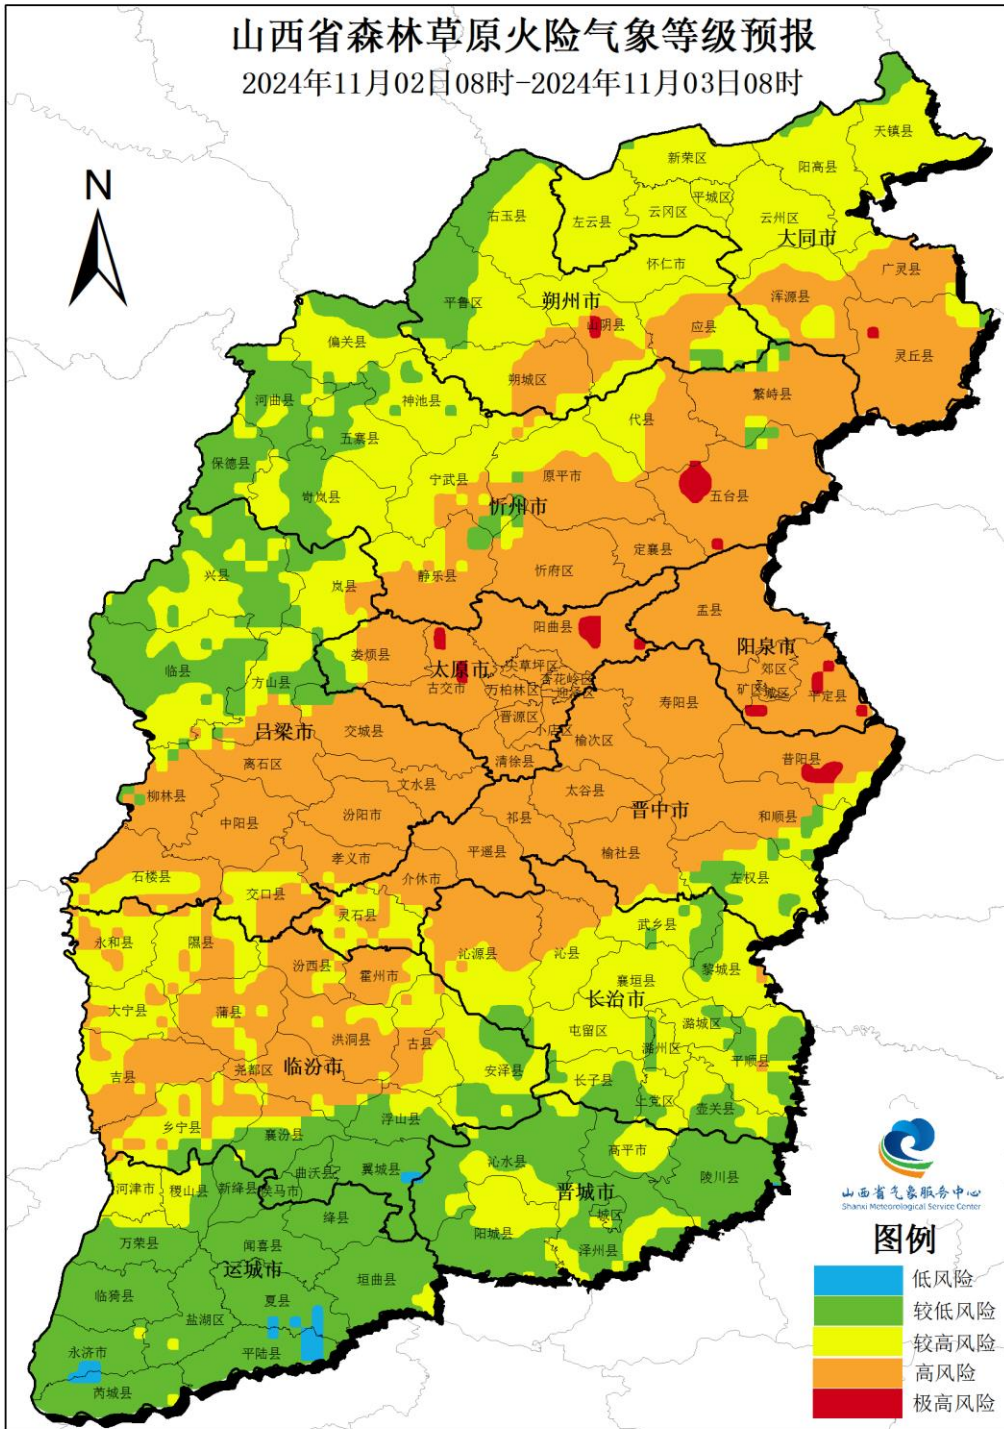 山西省森林草原火险气象等级预报
2024年11月02日08时-2024年11月03日08时
N
天镇县
新荣区
阳高县
平城区
右玉县
左云县
云冈区
云州区
大同市
怀仁市
广灵县
平鲁区
朔州市
浑源县
山阴县
应县
偏关县
灵丘县
朔城区
繁峙县
河曲县
神池县
代县
五寨县
保德县
宁武县
原平市
岢岚县
忻州市
五台县
定襄县
兴县
岚县
静乐县
忻府区
盂县
阳曲县
娄烦县
阳泉市
临县
太原市
尖草坪区
郊区
方山县
古交市
万柏林区
杏花岭区
迎泽区
矿区
城区
平定县
寿阳县
晋源区
吕梁市
交城县
小店区
榆次区
离石区
清徐县
昔阳县
柳林县
文水县
太谷县
中阳县
汾阳市
祁县
晋中市
和顺县
孝义市
平遥县
榆社县
石楼县
介休市
左权县
交口县
灵石县
武乡县
永和县
隰县
沁源县
沁县
汾西县
霍州市
襄垣县
黎城县
大宁县
蒲县
长治市
洪洞县
屯留区
潞城区
古县
潞州区
吉县
尧都区
临汾市
安泽县
长子县
平顺县
上党区
壶关县
乡宁县
浮山县
襄汾县
高平市
沁水县
曲沃县
翼城县
陵川县
河津市
稷山县
新绛县
侯马市
晋城市
绛县
城区
万荣县
闻喜县
阳城县
泽州县
运城市
垣曲县
临猗县
夏县
盐湖区
永济市
平陆县
芮城县
山西省气象服务中心
Shanxi Meteorological Service Center
图例
低风险
较低风险
较高风险
高风险
极高风险